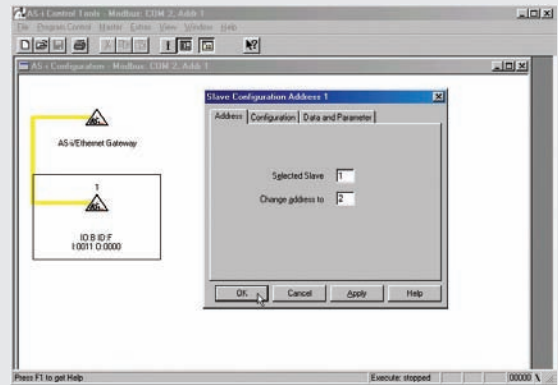 AS-i Control Tools - Modbus: COM 2, Addr 1
File Program Control Master Extras View Window Help
AS-i Configuration - Modbus: COM 2, Addr 1
AS-i/Ethernet Gateway
1
IO:B ID:F
I:0011 O:0000
Slave Configuration Address 1
Address Configuration Data and Parameter
Selected Slave 1
Change address to 2
OK Cancel Apply Help
Press F1 to get Help Execute: stopped 00000